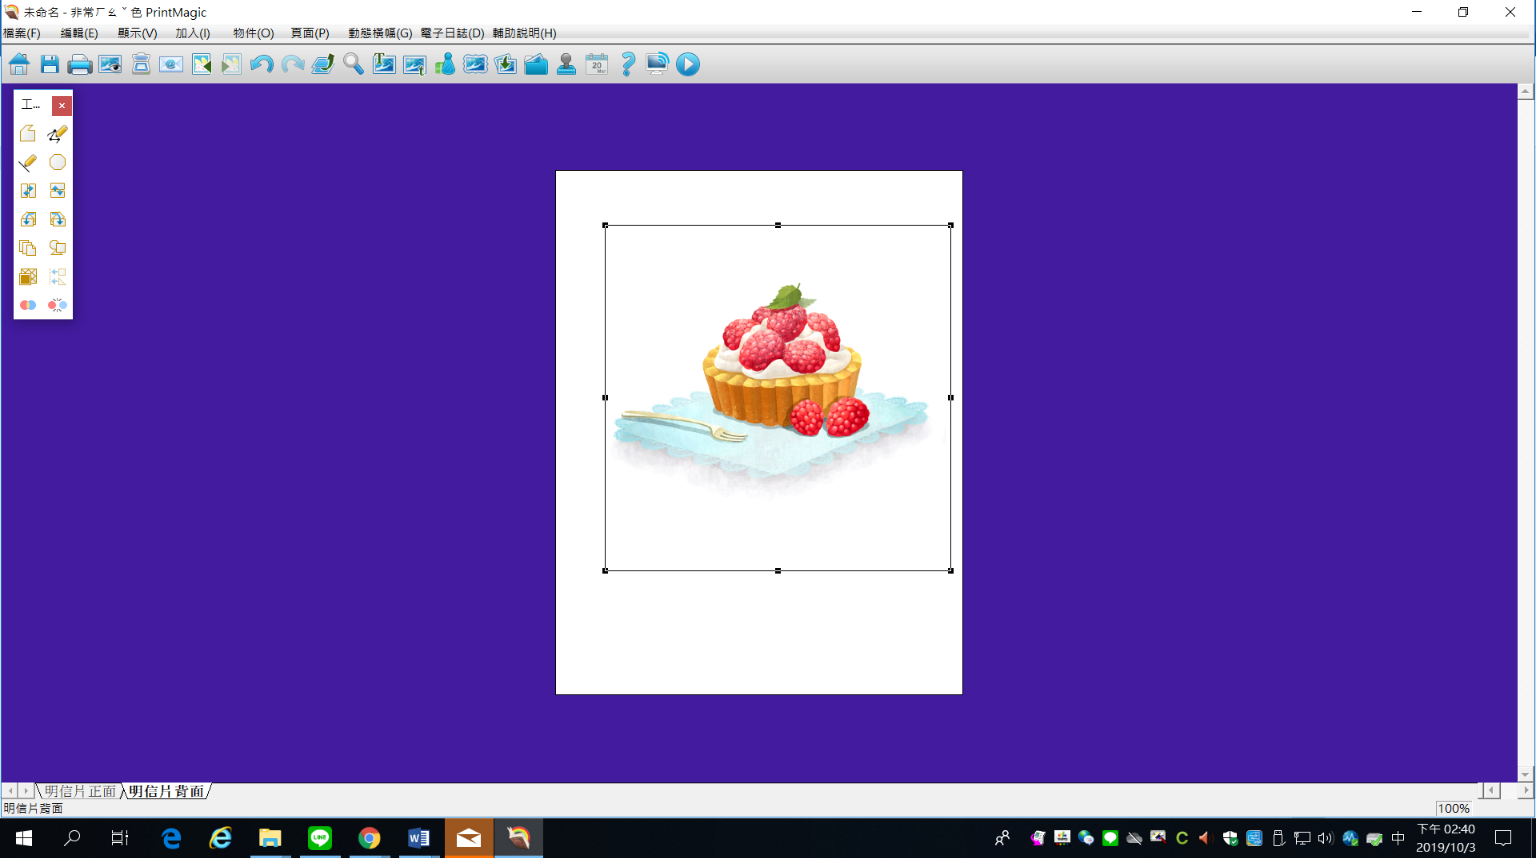 未命名 - 非常ㄏㄠˇ色 PrintMagic
檔案(F) 編輯(E) 顯示(V) 加入(I) 物件(O) 頁面(P) 動態橫幅(G) 電子日誌(D) 輔助說明(H)
20
工...
明信片正面 明信片背面
明信片背面
100%
LINE
中
下午 02:40
2019/10/3